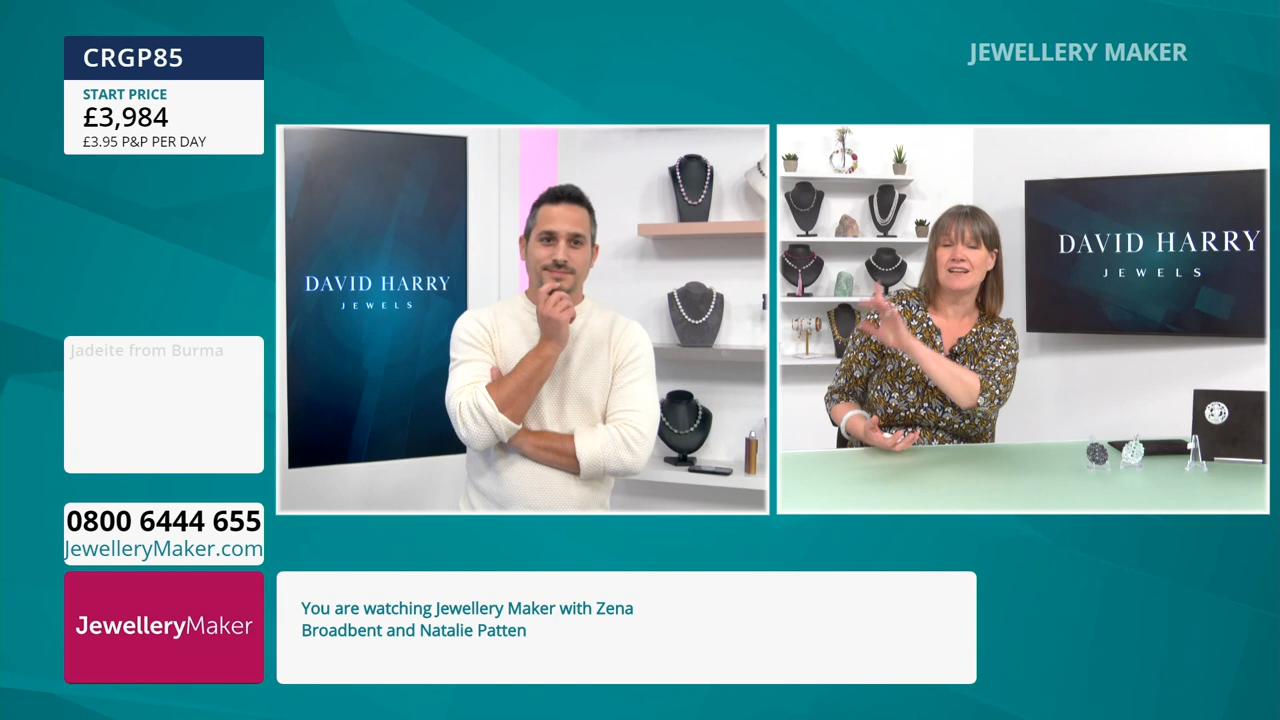 CRGP85
START PRICE
£3,984
£3.95 P&P PER DAY
JEWELLERY MAKER
DAVID HARRY
JEWELS
DAVID HARRY
JEWELS
Jadeite from Burma
0800 6444 655
JewelleryMaker.com
JewelleryMaker
You are watching Jewellery Maker with Zena
Broadbent and Natalie Patten